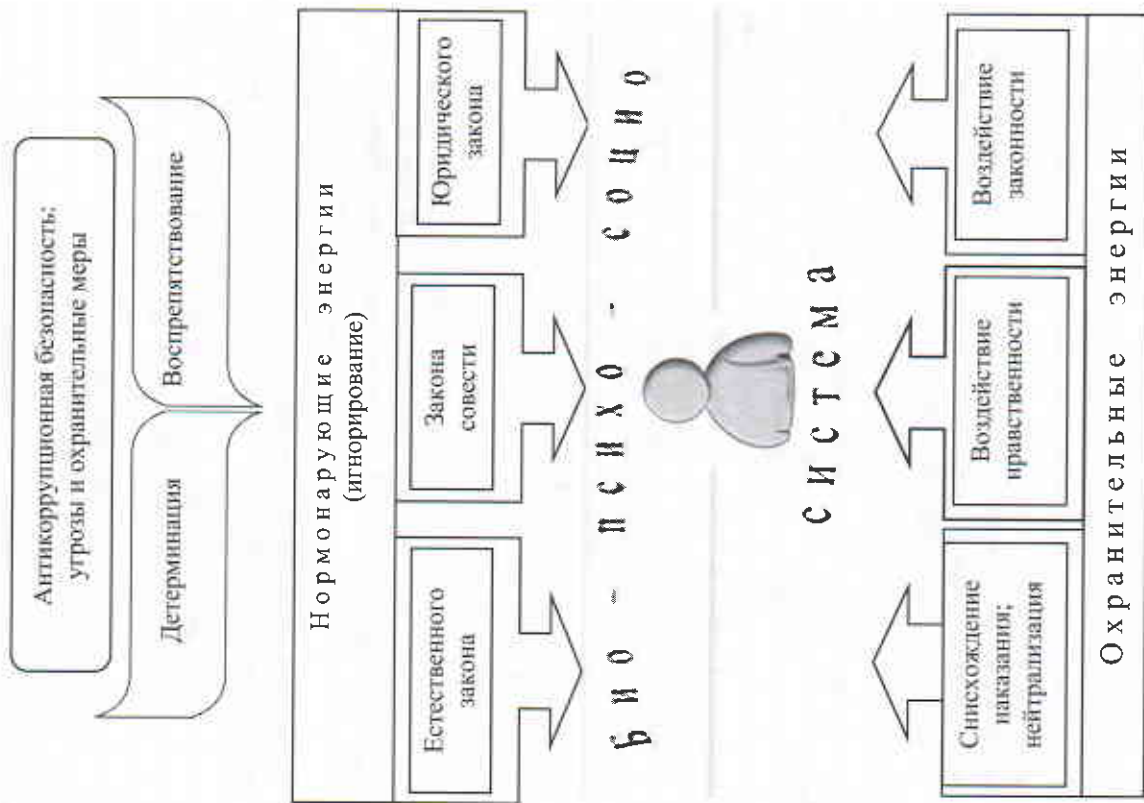 Антикоррупционная безопасность:
угрозы и охранительные меры
Детерминация
Воспрепятствование
Нормонарующие энергии
(игнорирование)
Естественного
закона
Закона
совести
Юридического
закона
био - психо - социо
система
Снисхождение
наказания;
нейтрализация
Воздействие
нравственности
Воздействие
законности
Охранительные энергии